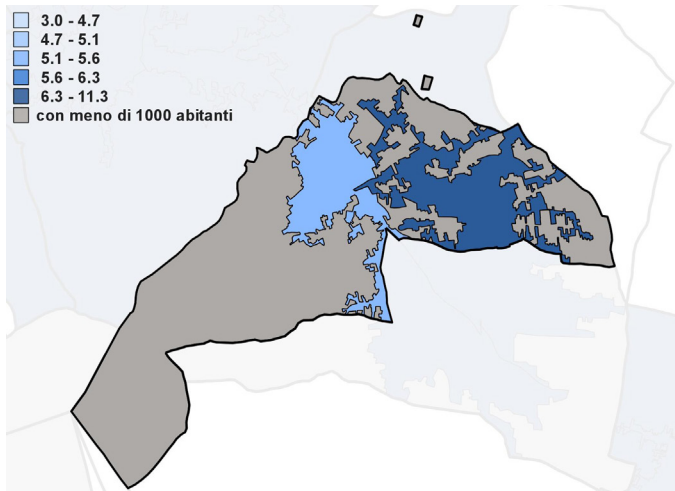 3.0 - 4.7
4.7 - 5.1
5.1 - 5.6
5.6 - 6.3
6.3 - 11.3
con meno di 1000 abitanti